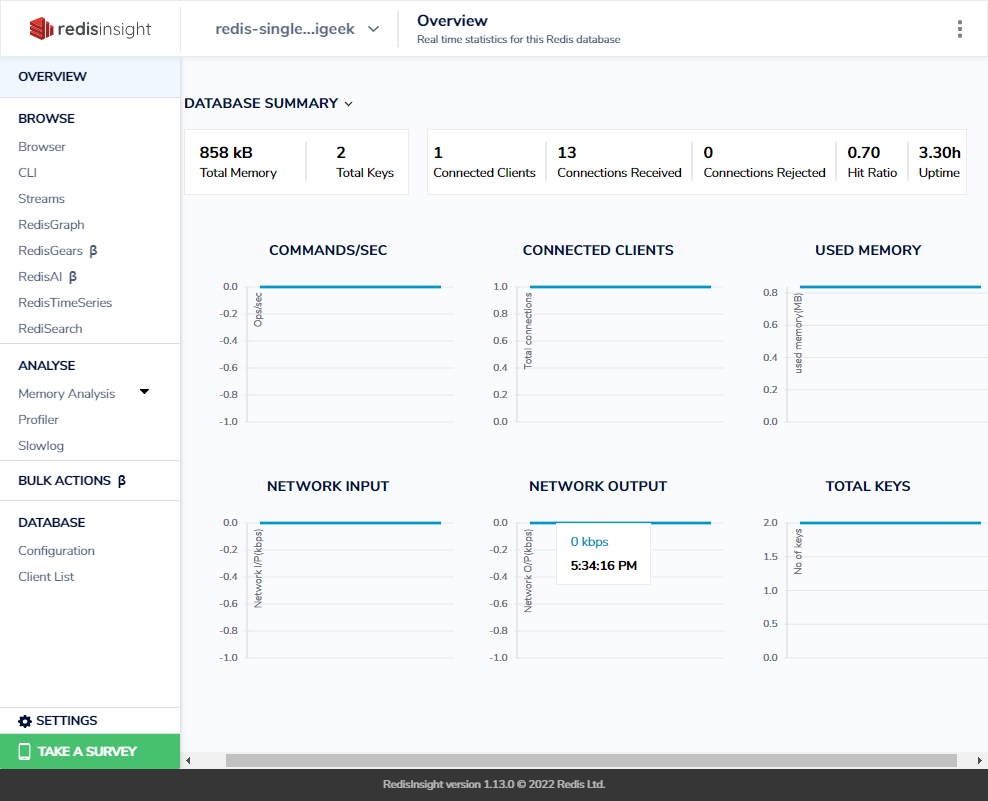 redisinsight
redis-single...igeek
Overview
Real time statistics for this Redis database
OVERVIEW
BROWSE
Browser
CLI
Streams
RedisGraph
RedisGears β
RedisAI β
RedisTimeSeries
RediSearch
ANALYSE
Memory Analysis
Profiler
Slowlog
BULK ACTIONS β
DATABASE
Configuration
Client List
SETTINGS
TAKE A SURVEY
DATABASE SUMMARY
858 kB
Total Memory
2
Total Keys
1
Connected Clients
13
Connections Received
0
Connections Rejected
0.70
Hit Ratio
3.30h
Uptime
COMMANDS/SEC
0.0
-0.2
-0.4
-0.6
-0.8
-1.0
Ops/sec
CONNECTED CLIENTS
1.0
0.8
0.6
0.4
0.2
0.0
Total connections
USED MEMORY
0.8
0.6
0.4
0.2
0.0
used memory(MB)
NETWORK INPUT
0.0
-0.2
-0.4
-0.6
-0.8
-1.0
Network I/P(kbps)
NETWORK OUTPUT
0.0
-0.2
-0.4
-0.6
-0.8
-1.0
Network O/P(kbps)
0 kbps
5:34:16 PM
TOTAL KEYS
2.0
1.5
1.0
0.5
0.0
No of keys
RedisInsight version 1.13.0 © 2022 Redis Ltd.